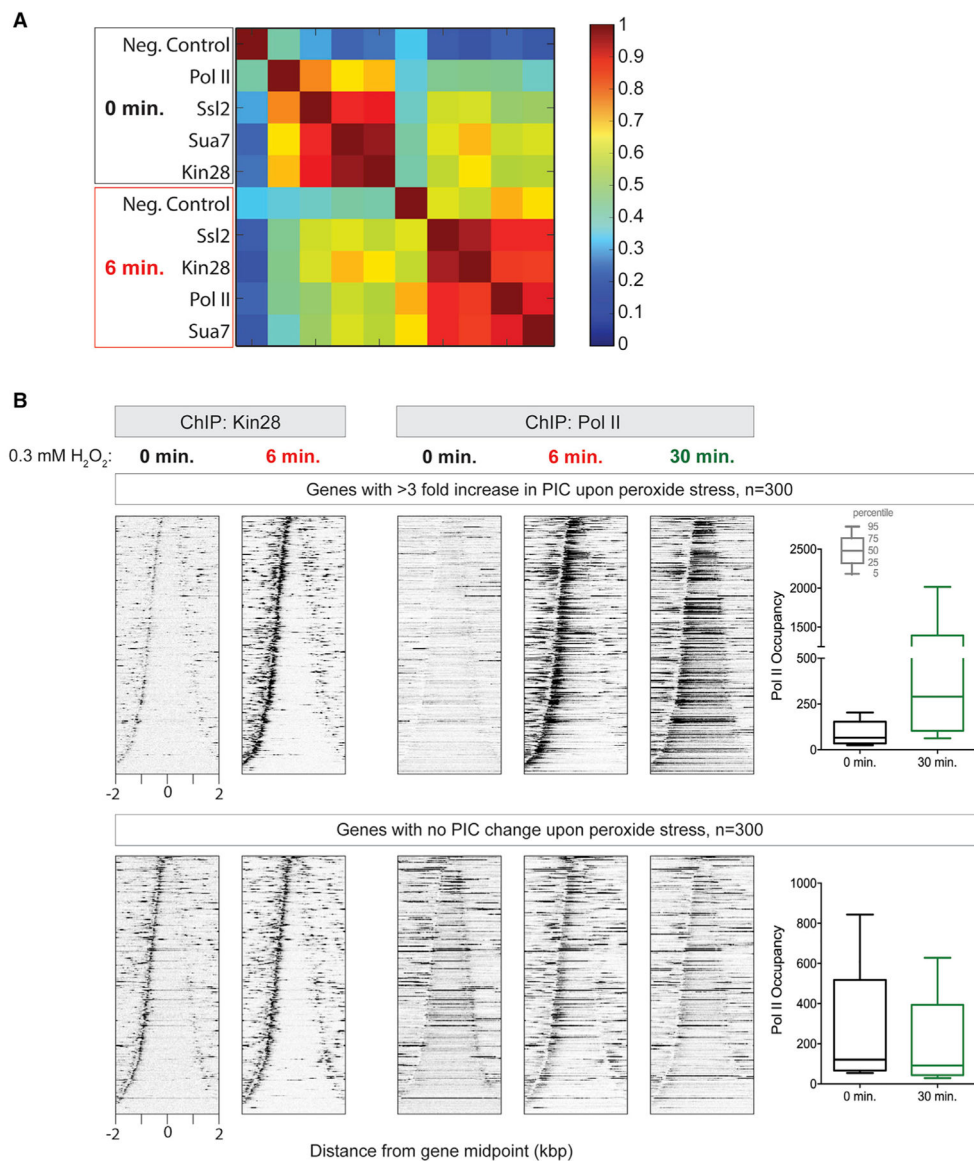 A
Neg. Control
Pol II
0 min.
Ssl2
Sua7
Kin28
Neg. Control
Ssl2
6 min.
Kin28
Pol II
Sua7
1
0.9
0.8
0.7
0.6
0.5
0.4
0.3
0.2
0.1
0
B
ChIP: Kin28 ChIP: Pol II
0.3 mM H₂O₂: 0 min. 6 min. 0 min. 6 min. 30 min.
Genes with >3 fold increase in PIC upon peroxide stress, n=300
percentile
95
75
50
25
5
Pol II Occupancy
2500
2000
1500
500
250
0
0 min. 30 min.
-2 0 2
Genes with no PIC change upon peroxide stress, n=300
Pol II Occupancy
1000
800
600
400
200
0
0 min. 30 min.
-2 0 2
Distance from gene midpoint (kbp)